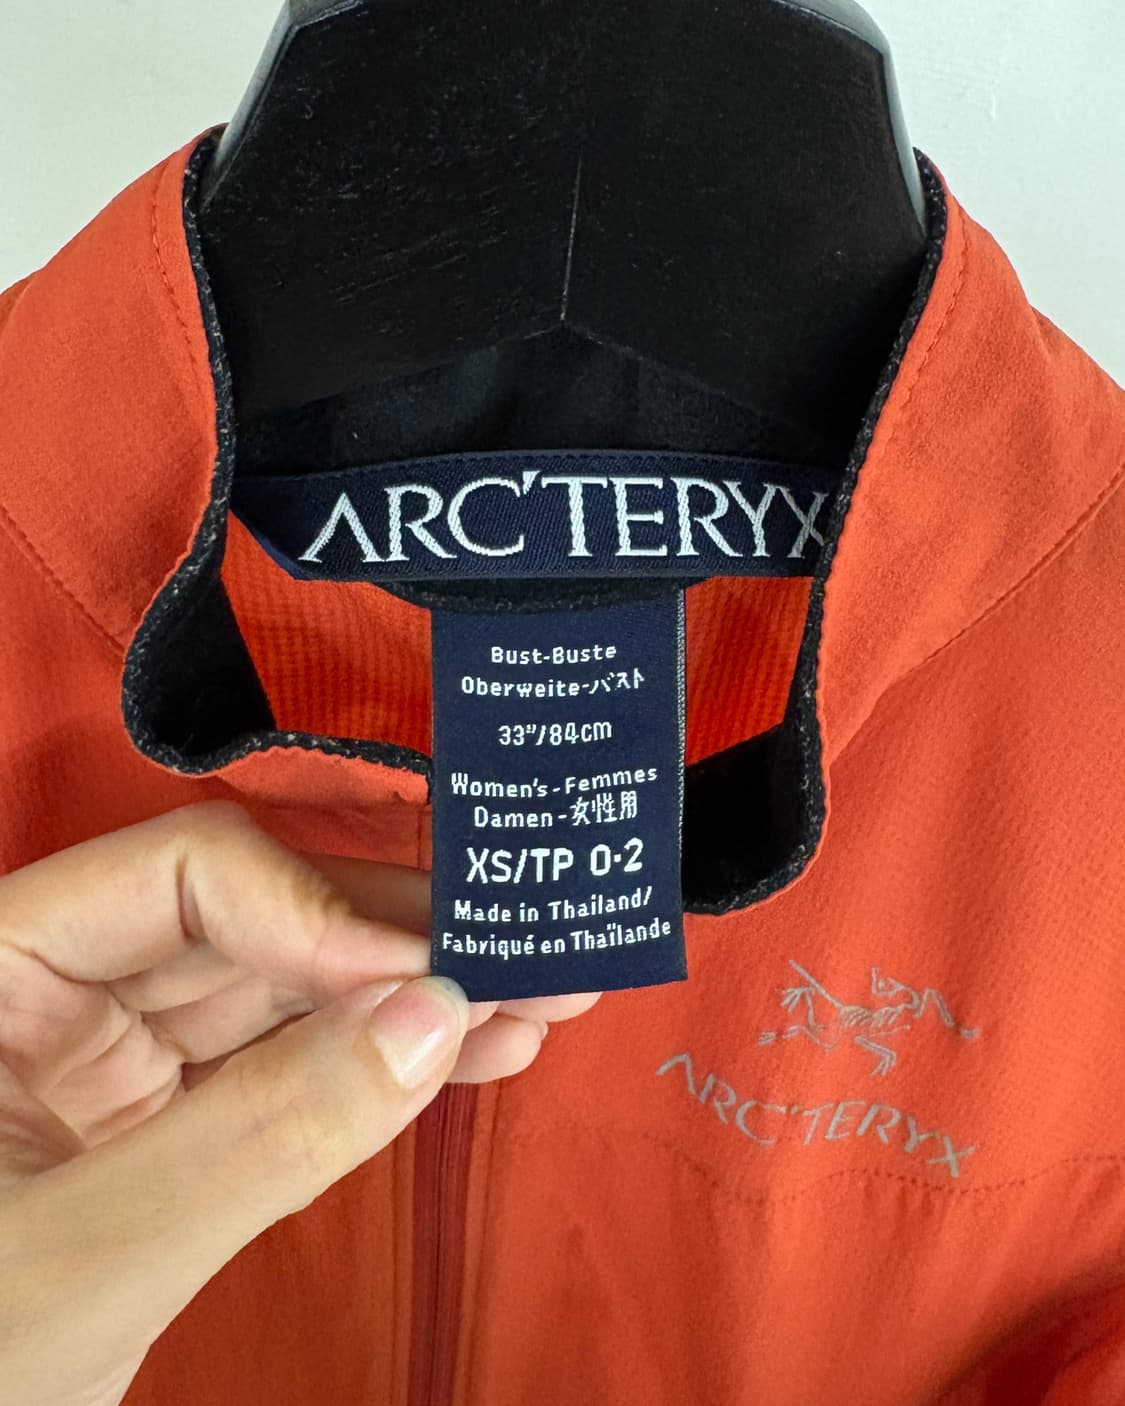 ARC'TERYX
Bust-Buste
Oberweite-バスト
33"/84cm
Women's-Femmes
Damen-女性用
XS/TP 0·2
Made in Thailand/
Fabriqué en Thaïlande
ARC'TERYX